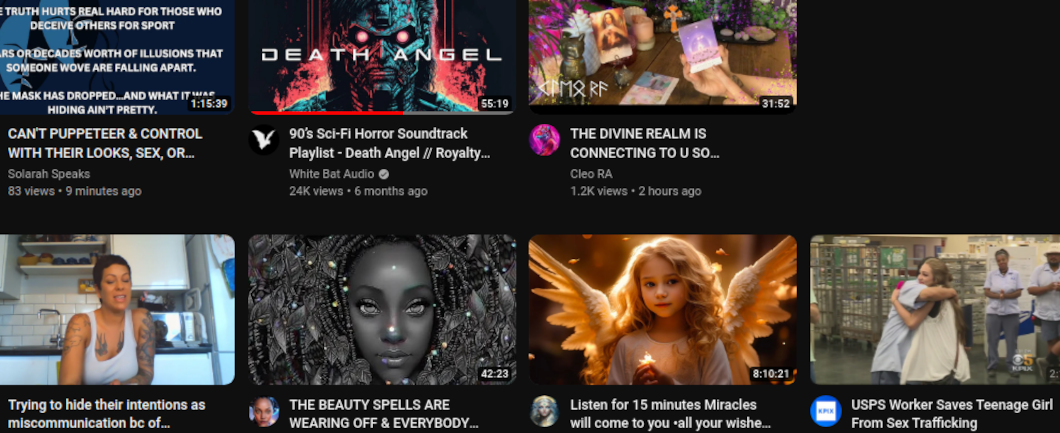 E TRUTH HURTS REAL HARD FOR THOSE WHO
DECEIVE OTHERS FOR SPORT
RS OR DECADES WORTH OF ILLUSIONS THAT
SOMEONE WOVE ARE FALLING APART.
HE MASK HAS DROPPED...AND WHAT IT WAS
HIDING AIN'T PRETTY.
1:15:39
DEATH ANGEL
55:19
CLEO RA
31:52
CAN'T PUPPETEER & CONTROL
WITH THEIR LOOKS, SEX, OR...
Solarah Speaks
83 views • 9 minutes ago
90's Sci-Fi Horror Soundtrack
Playlist - Death Angel // Royalty...
White Bat Audio
24K views • 6 months ago
THE DIVINE REALM IS
CONNECTING TO U SO...
Cleo RA
1.2K views • 2 hours ago
42:23
8:10:21
5
KPIX
2:
Trying to hide their intentions as
miscommunication bc of...
THE BEAUTY SPELLS ARE
WEARING OFF & EVERYBODY...
Listen for 15 minutes Miracles
will come to you •all your wishe...
KPIX
USPS Worker Saves Teenage Girl
From Sex Trafficking